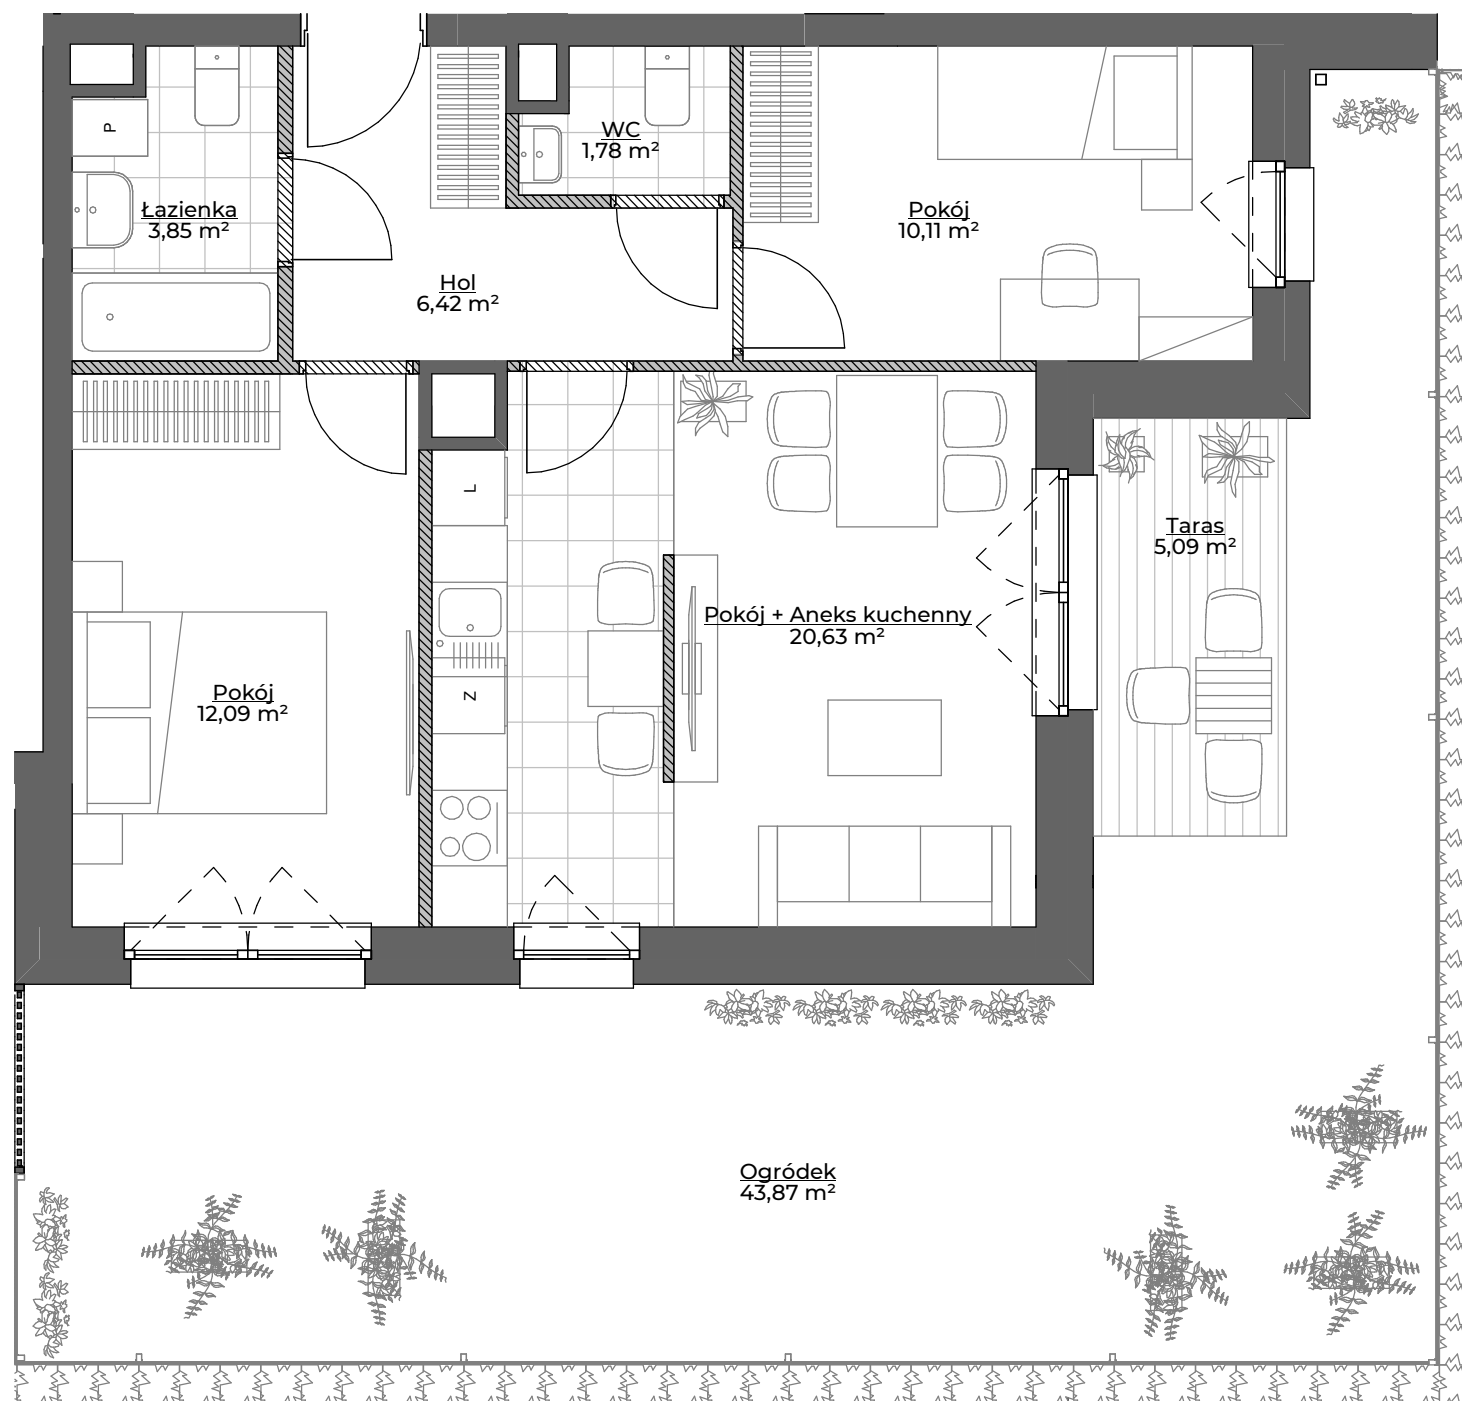 WC
1,78 m²
P
Łazienka
3,85 m²
Pokój
10,11 m²
Hol
6,42 m²
L
Taras
5,09 m²
Pokój + Aneks kuchenny
20,63 m²
Pokój
12,09 m²
Z
Ogródek
43,87 m²